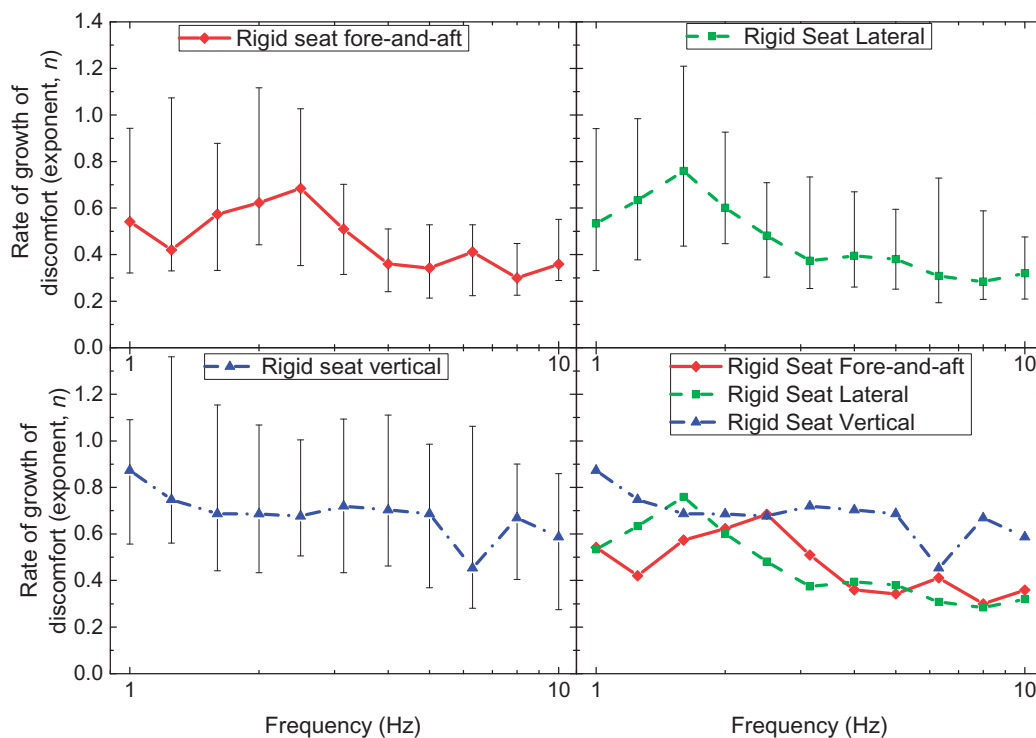 Rate of growth of
discomfort (exponent, n)
1.4
1.2
1.0
0.8
0.6
0.4
0.2
0.0
Rigid seat fore-and-aft
1
10
Rigid Seat Lateral
1
10
Rate of growth of
discomfort (exponent, n)
1.2
1.0
0.8
0.6
0.4
0.2
0.0
Rigid seat vertical
1
10
Frequency (Hz)
Rigid Seat Fore-and-aft
Rigid Seat Lateral
Rigid Seat Vertical
1
10
Frequency (Hz)